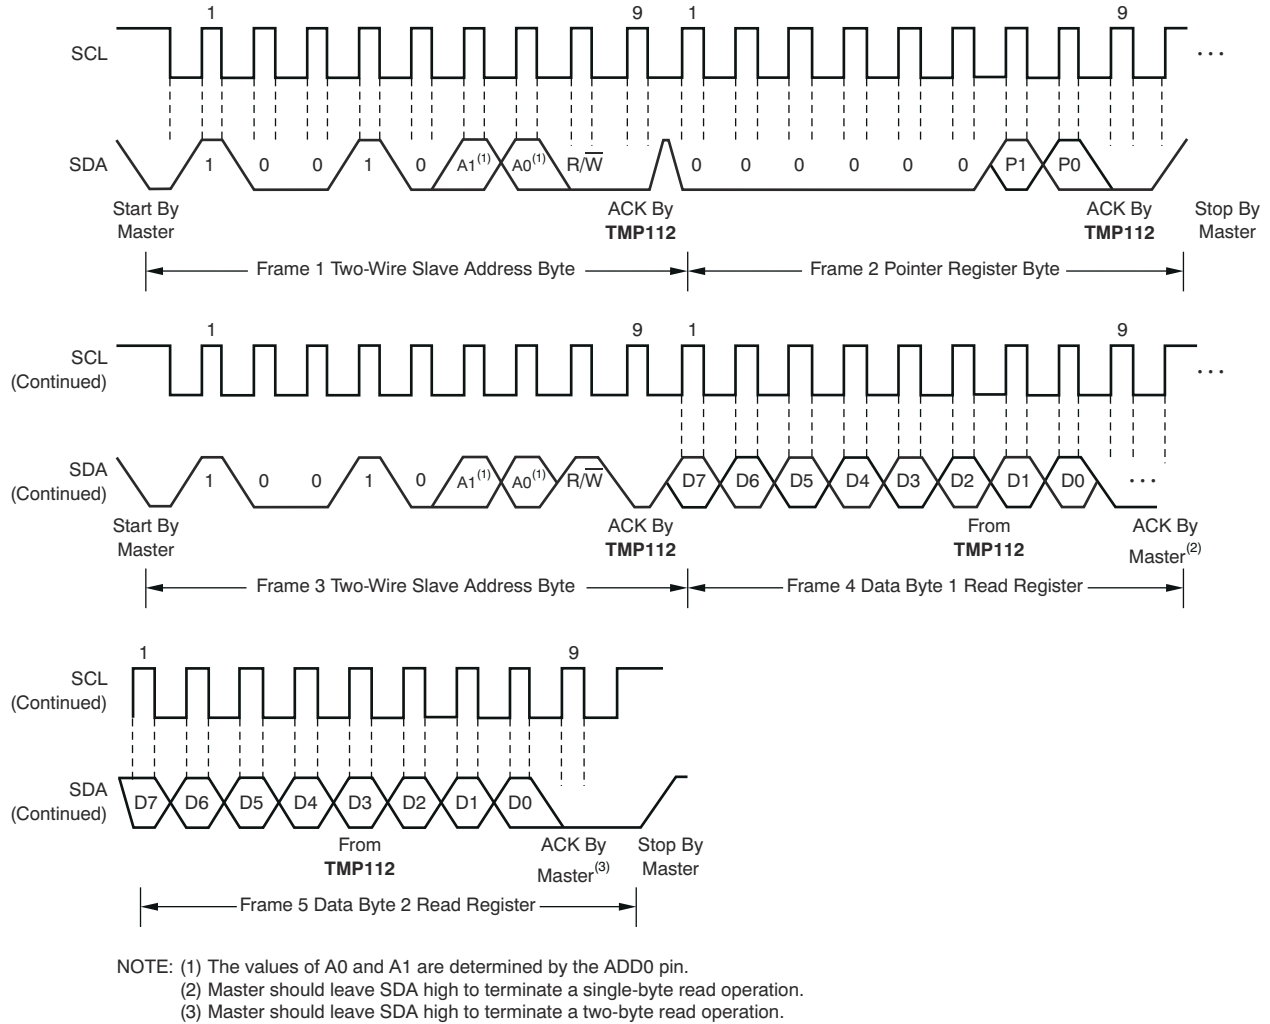 1 9 1 9
SCL ...
SDA 1 0 0 1 0 A1(1) A0(1) R/W̅ 0 0 0 0 0 0 P1 P0
Start By Master
ACK By TMP112
ACK By TMP112
Stop By Master
Frame 1 Two-Wire Slave Address Byte
Frame 2 Pointer Register Byte
1 9 1 9
SCL (Continued) ...
SDA (Continued) 1 0 0 1 0 A1(1) A0(1) R/W̅ D7 D6 D5 D4 D3 D2 D1 D0 ...
Start By Master
ACK By TMP112
From TMP112
ACK By Master(2)
Frame 3 Two-Wire Slave Address Byte
Frame 4 Data Byte 1 Read Register
1 9
SCL (Continued)
SDA (Continued) D7 D6 D5 D4 D3 D2 D1 D0
From TMP112
ACK By Master(3)
Stop By Master
Frame 5 Data Byte 2 Read Register
NOTE: (1) The values of A0 and A1 are determined by the ADD0 pin.
(2) Master should leave SDA high to terminate a single-byte read operation.
(3) Master should leave SDA high to terminate a two-byte read operation.